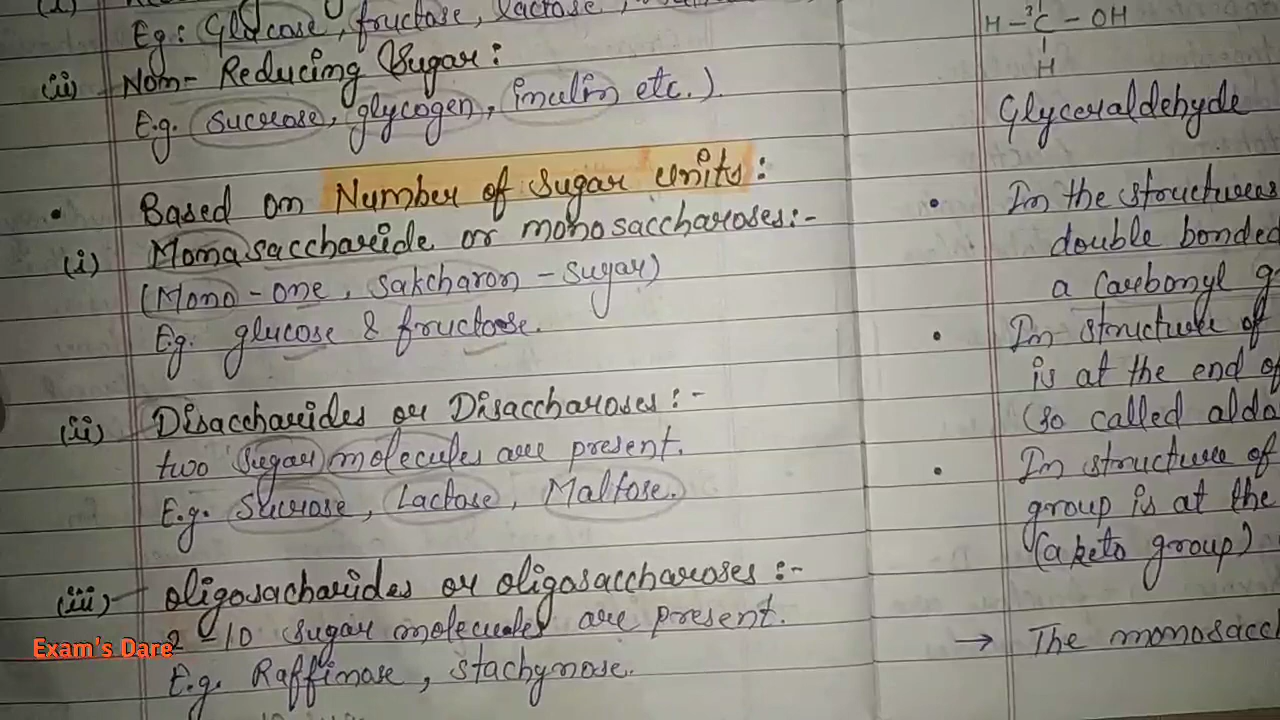 Eg: Glucose, fructose, lactose,
(ii) Non-Reducing Sugar:
E.g. Sucrose, glycogen, inulin etc.).
• Based on Number of Sugar Units:
(i) Monosaccharide or monosaccharoses:-
(Mono-one, Sakcharon-sugar)
Eg. glucose & fructose.
(ii) Disaccharides or Disaccharoses:-
two Sugar molecules are present.
E.g. Sucrose, Lactose, Maltose.
(iii) oligosacharides or oligosaccharoses:-
2-10 Sugar molecules are present.
E.g. Raffinose, stachynose.
H-³C-OH
H
Glyceraldehyde
• In the structures
double bonded
a Carbonyl
• In structure of
is at the end of
(so called aldo
• In structure of
group is at the
(a keto group)
→ The monosacc
Exam's Dare